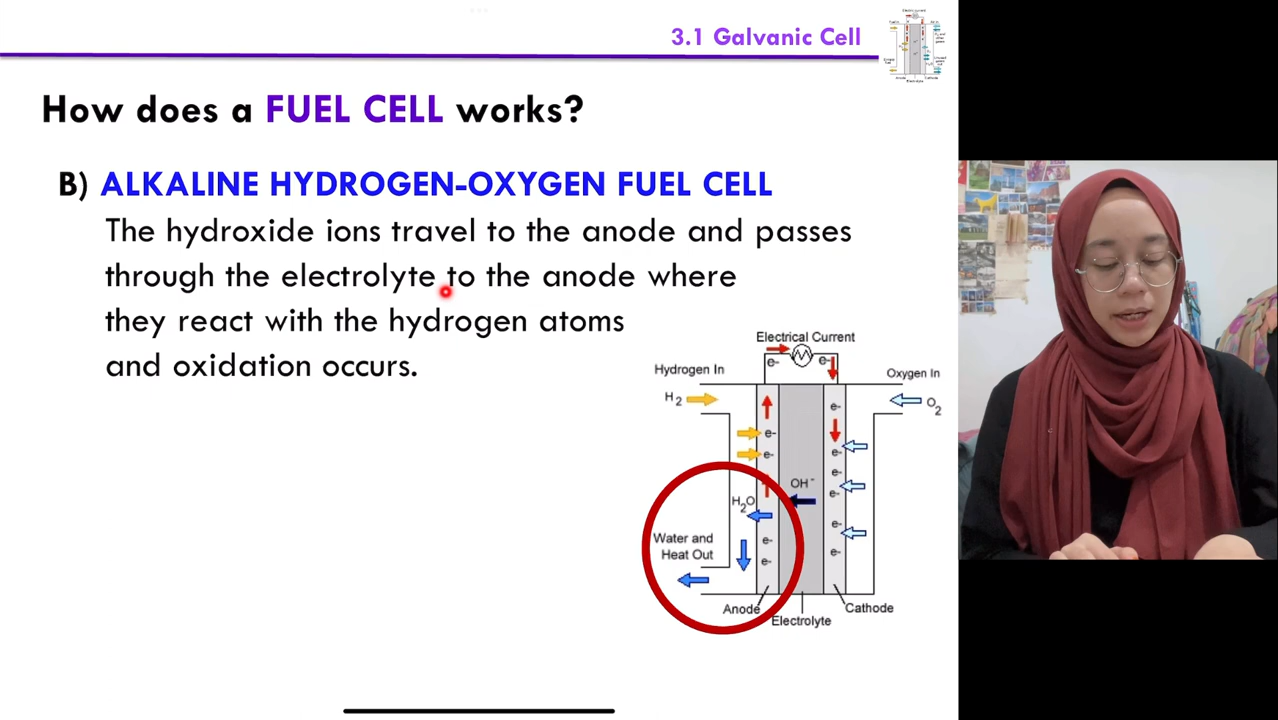 3.1 Galvanic Cell
How does a FUEL CELL works?
B) ALKALINE HYDROGEN-OXYGEN FUEL CELL
The hydroxide ions travel to the anode and passes
through the electrolyte to the anode where
they react with the hydrogen atoms
and oxidation occurs.
Electrical Current
e- e-
Hydrogen In
Oxygen In
H2
O2
e-
e-
e-
e-
e-
e-
OH-
H2O
e-
Water and
Heat Out
e-
e-
e-
Anode
Cathode
Electrolyte